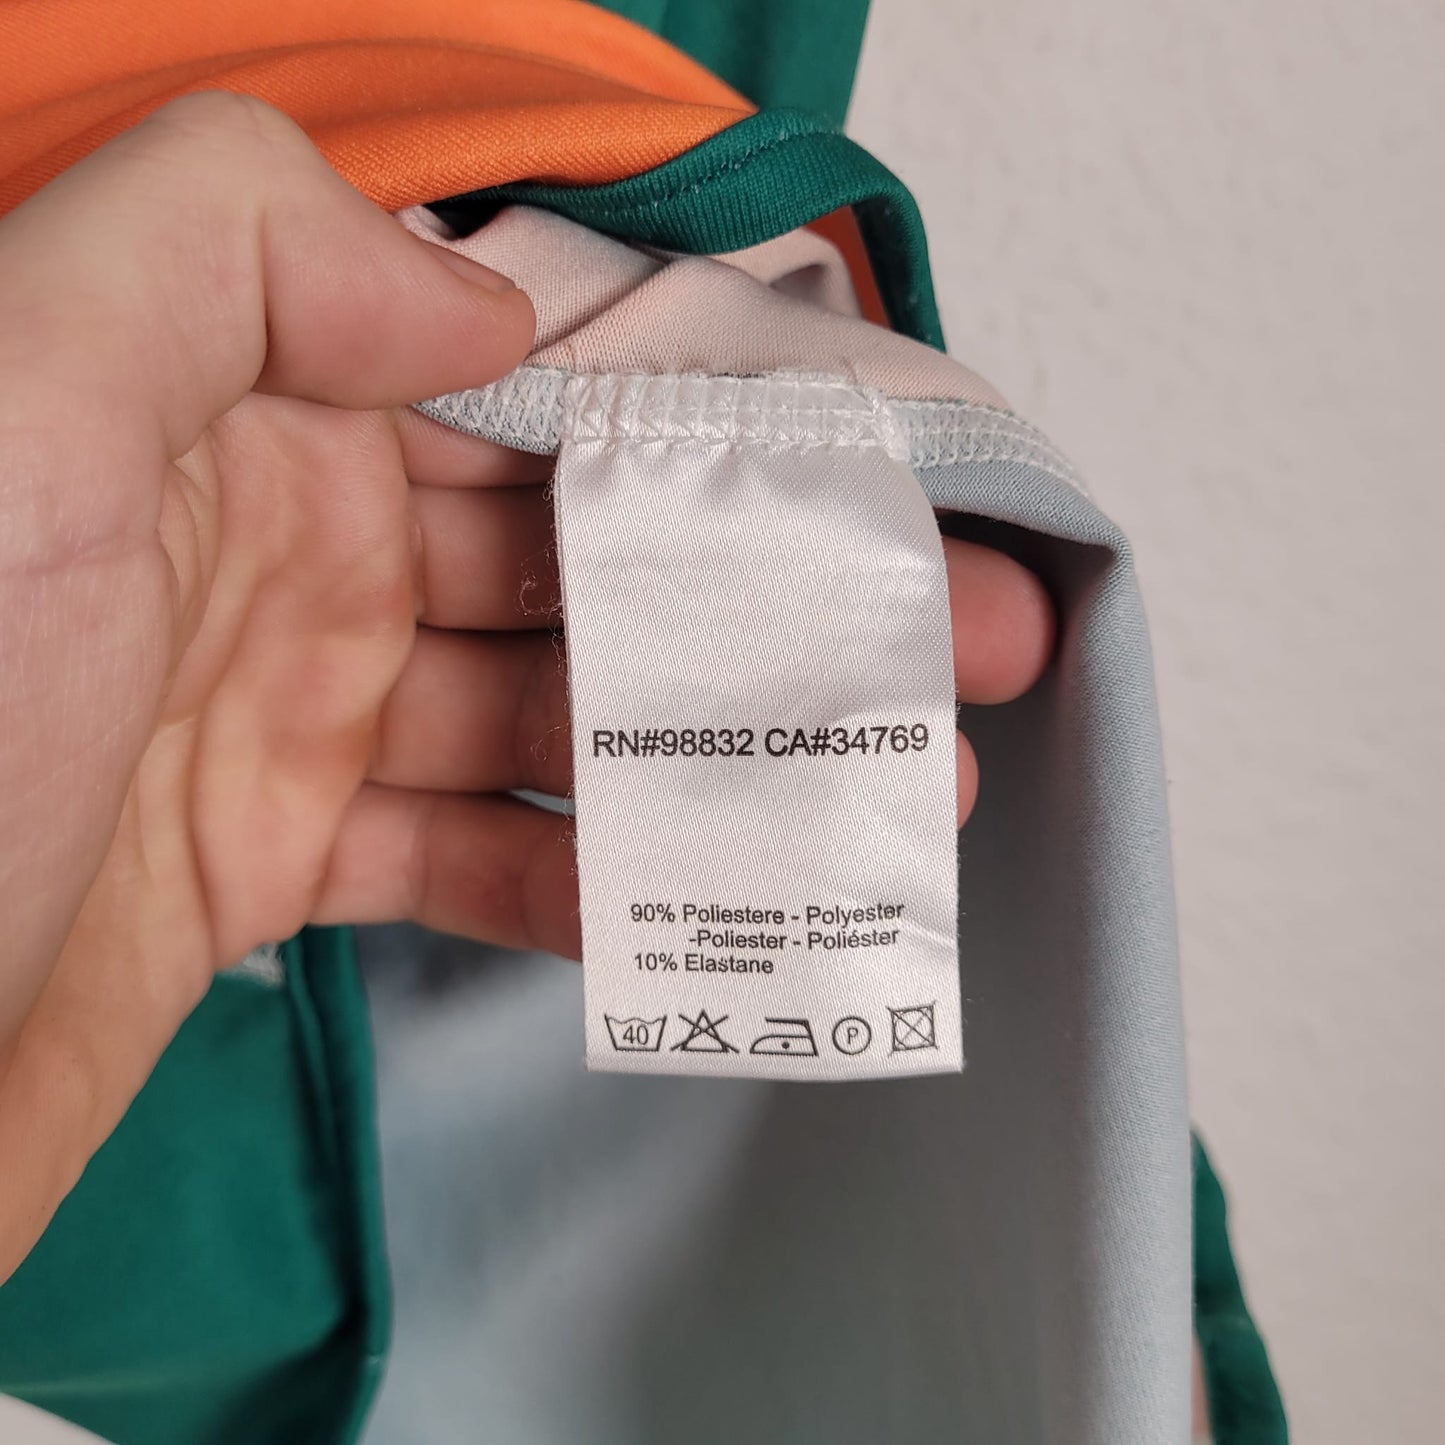 RN#98832 CA#34769
90% Poliestere - Polyester
-Poliester - Poliéster
10% Elastane
40
P